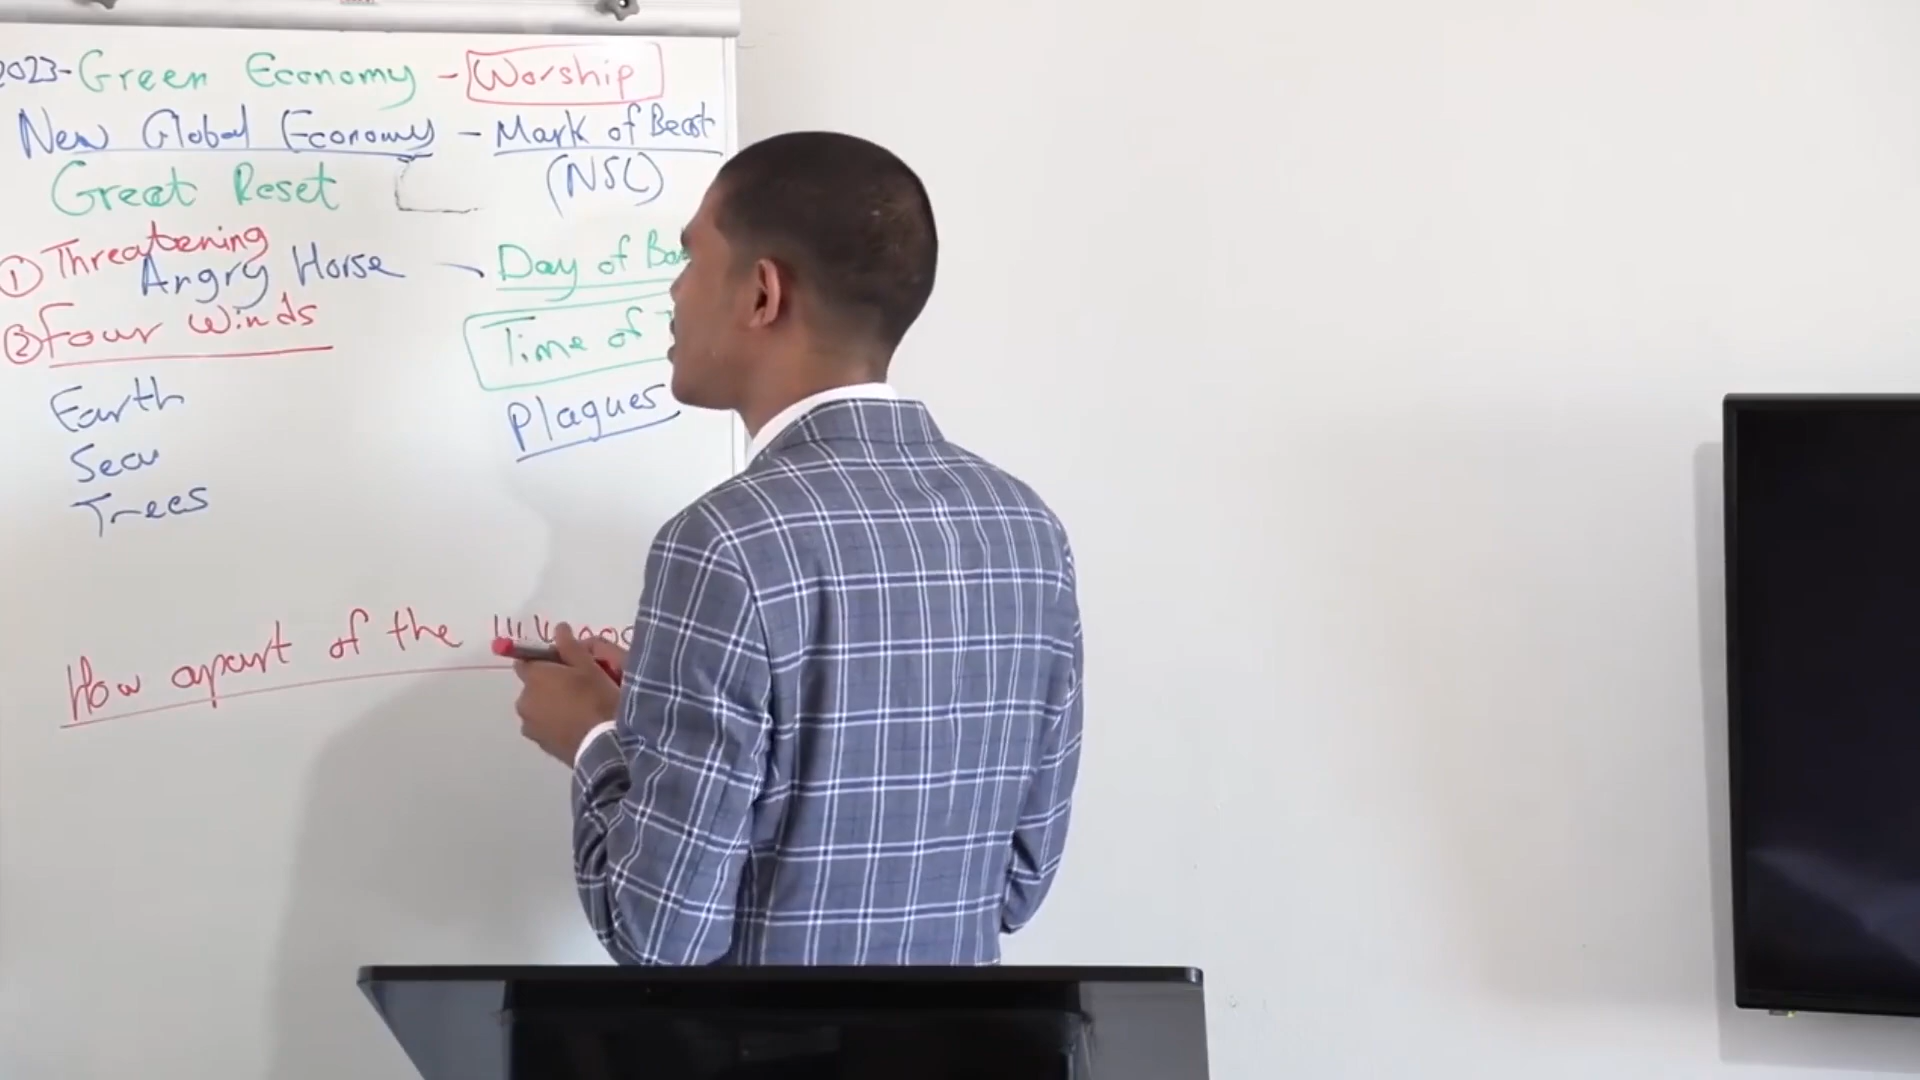 2023-Green Economy - Worship
New Global Economy - Mark of Beast
(NSL)
Great Reset
① Threatening
Angry Horse - Day of
② Four Winds
Time of
Earth
Plagues
Sea
Trees
How apart of the